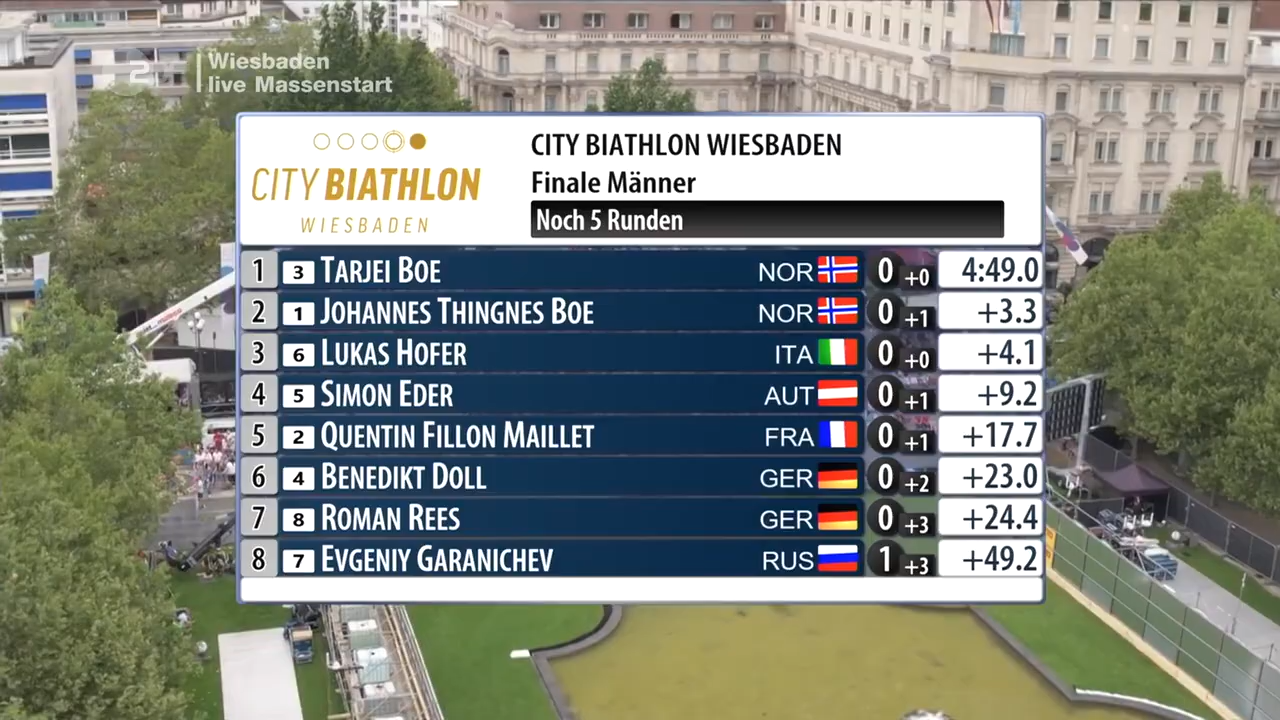 Wiesbaden
live Massenstart
CITY BIATHLON
WIESBADEN
CITY BIATHLON WIESBADEN
Finale Männer
Noch 5 Runden
1 3 TARJEI BOE NOR 0 +0 4:49.0
2 1 JOHANNES THINGNES BOE NOR 0 +1 +3.3
3 6 LUKAS HOFER ITA 0 +0 +4.1
4 5 SIMON EDER AUT 0 +1 +9.2
5 2 QUENTIN FILLON MAILLET FRA 0 +1 +17.7
6 4 BENEDIKT DOLL GER 0 +2 +23.0
7 8 ROMAN REES GER 0 +3 +24.4
8 7 EVGENIY GARANICHEV RUS 1 +3 +49.2